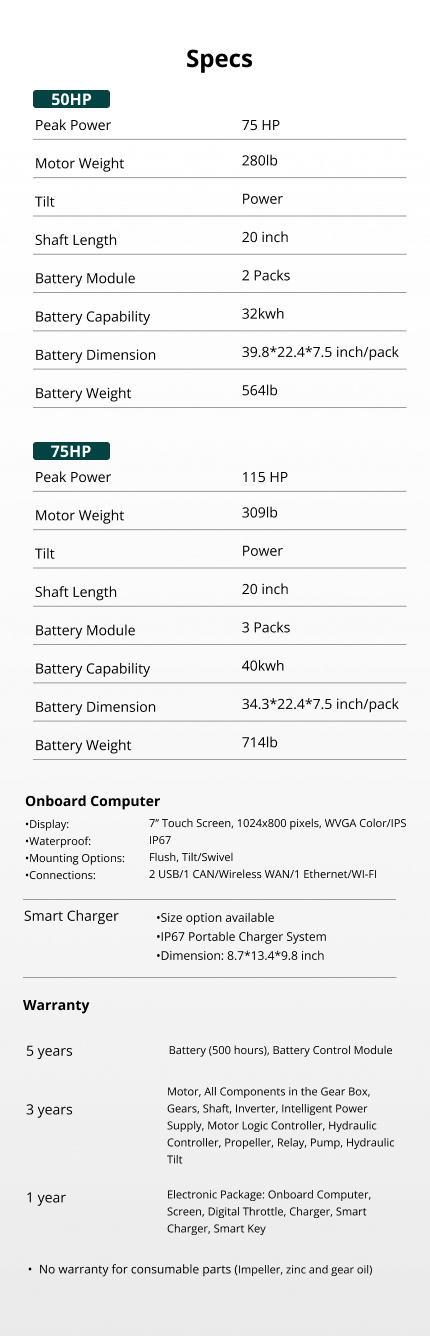 Specs
50HP
Peak Power 75 HP
Motor Weight 280lb
Tilt Power
Shaft Length 20 inch
Battery Module 2 Packs
Battery Capability 32kwh
Battery Dimension 39.8*22.4*7.5 inch/pack
Battery Weight 564lb
75HP
Peak Power 115 HP
Motor Weight 309lb
Tilt Power
Shaft Length 20 inch
Battery Module 3 Packs
Battery Capability 40kwh
Battery Dimension 34.3*22.4*7.5 inch/pack
Battery Weight 714lb
Onboard Computer
•Display: 7” Touch Screen, 1024x800 pixels, WVGA Color/IPS
•Waterproof: IP67
•Mounting Options: Flush, Tilt/Swivel
•Connections: 2 USB/1 CAN/Wireless WAN/1 Ethernet/WI-FI
Smart Charger •Size option available
•IP67 Portable Charger System
•Dimension: 8.7*13.4*9.8 inch
Warranty
5 years Battery (500 hours), Battery Control Module
3 years Motor, All Components in the Gear Box,
Gears, Shaft, Inverter, Intelligent Power
Supply, Motor Logic Controller, Hydraulic
Controller, Propeller, Relay, Pump, Hydraulic
Tilt
1 year Electronic Package: Onboard Computer,
Screen, Digital Throttle, Charger, Smart
Charger, Smart Key
• No warranty for consumable parts (Impeller, zinc and gear oil)